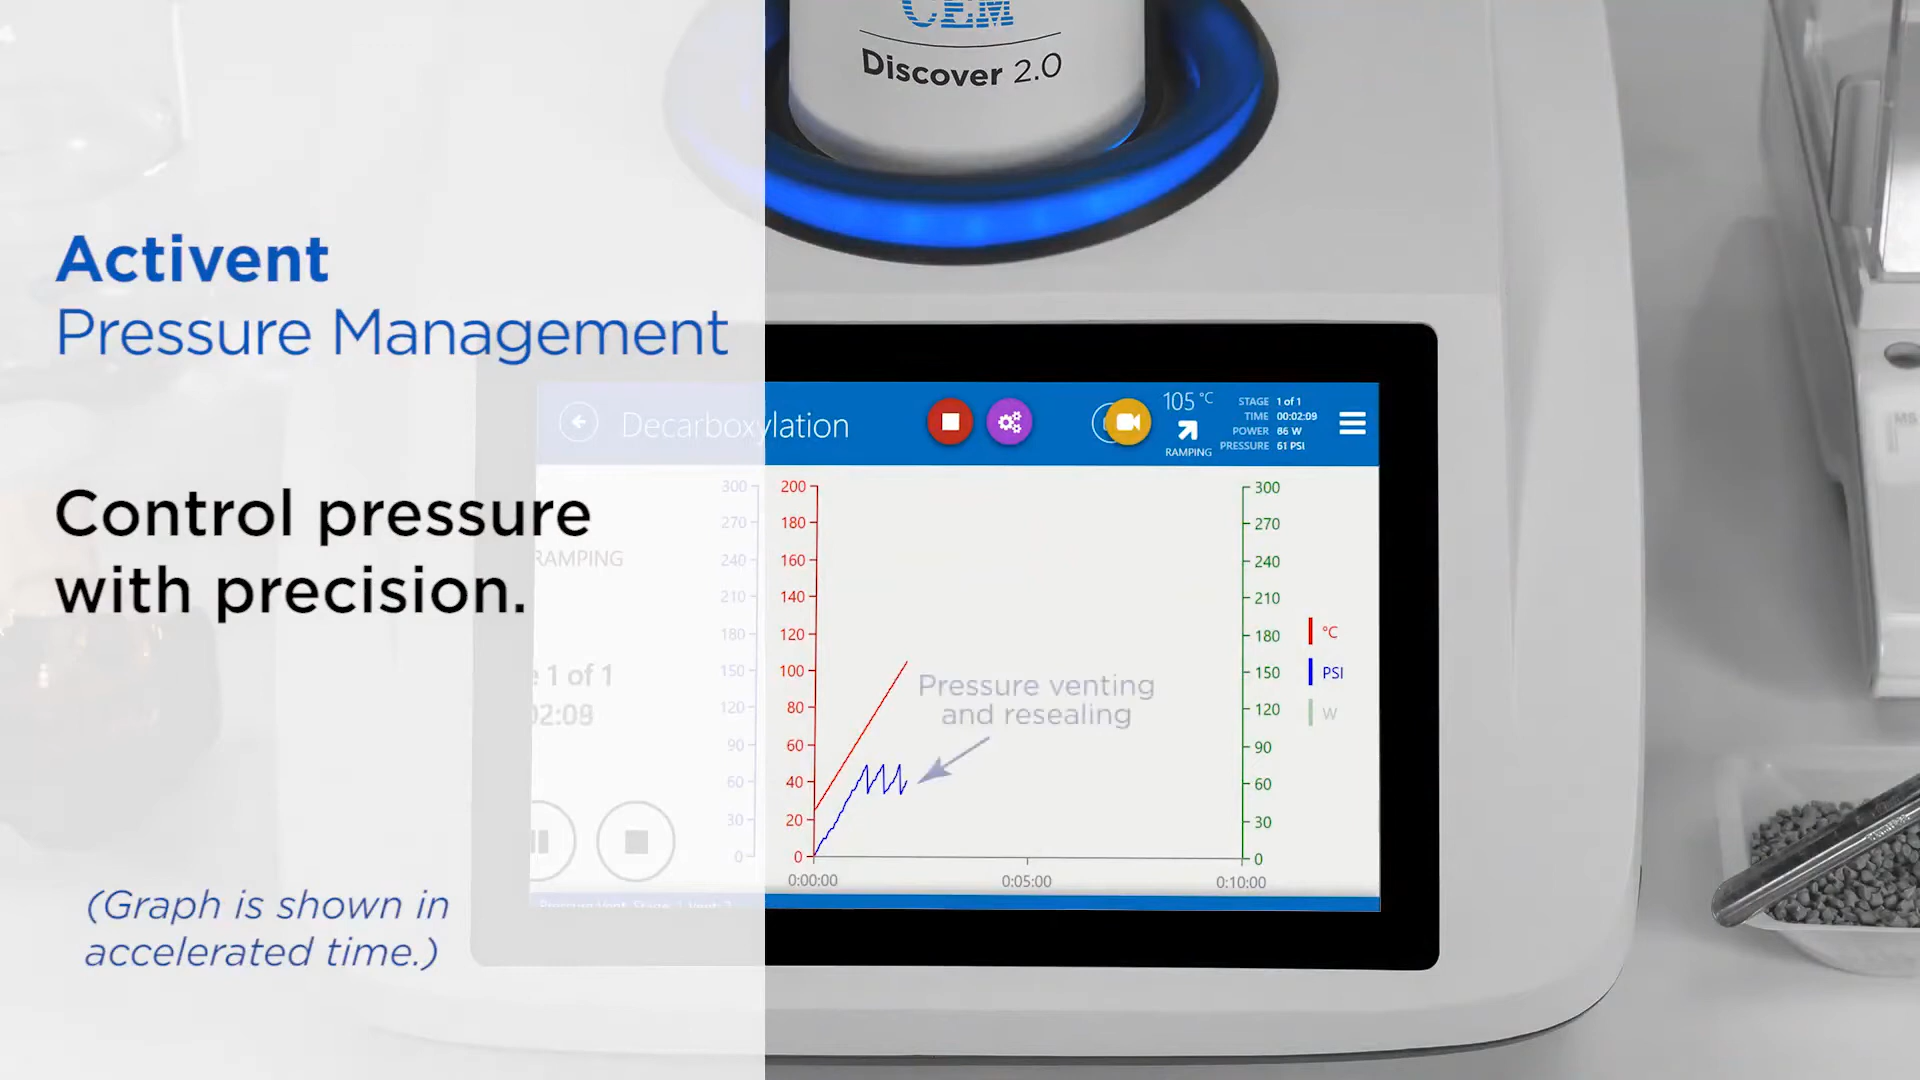 CEM
Discover 2.0
Activent
Pressure Management
Control pressure
with precision.
(Graph is shown in
accelerated time.)
Decarboxylation
105 °C
RAMPING
STAGE 1 of 1
TIME 00:02:09
POWER 86 W
PRESSURE 61 PSI
RAMPING
1 of 1
02:09
300
270
240
210
180
150
120
90
60
30
0
200
180
160
140
120
100
80
60
40
20
0
Pressure venting
and resealing
300
270
240
210
180
150
120
90
60
30
0
°C
PSI
W
0:00:00
0:05:00
0:10:00
MS